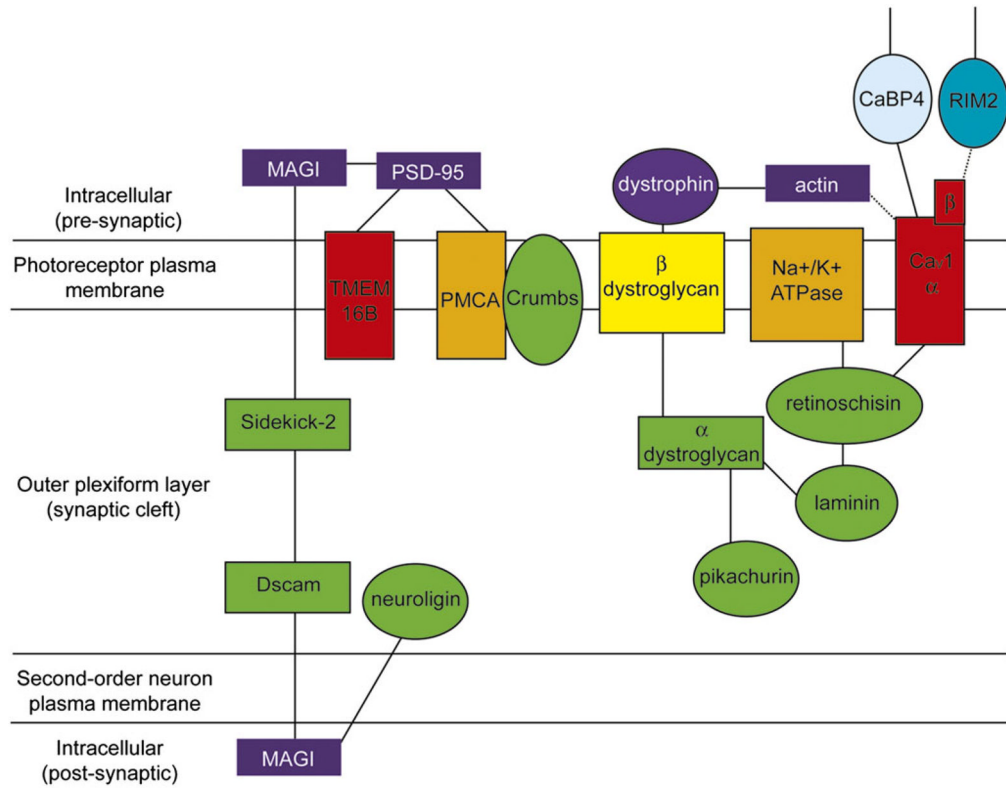 CaBP4
RIM2
MAGI
PSD-95
dystrophin
actin
β
Intracellular
(pre-synaptic)
Photoreceptor plasma
membrane
TMEM
16B
PMCA
Crumbs
β
dystroglycan
Na+/K+
ATPase
Caᵥ1
α
Sidekick-2
retinoschisin
α
dystroglycan
Outer plexiform layer
(synaptic cleft)
laminin
Dscam
neuroligin
pikachurin
Second-order neuron
plasma membrane
Intracellular
(post-synaptic)
MAGI